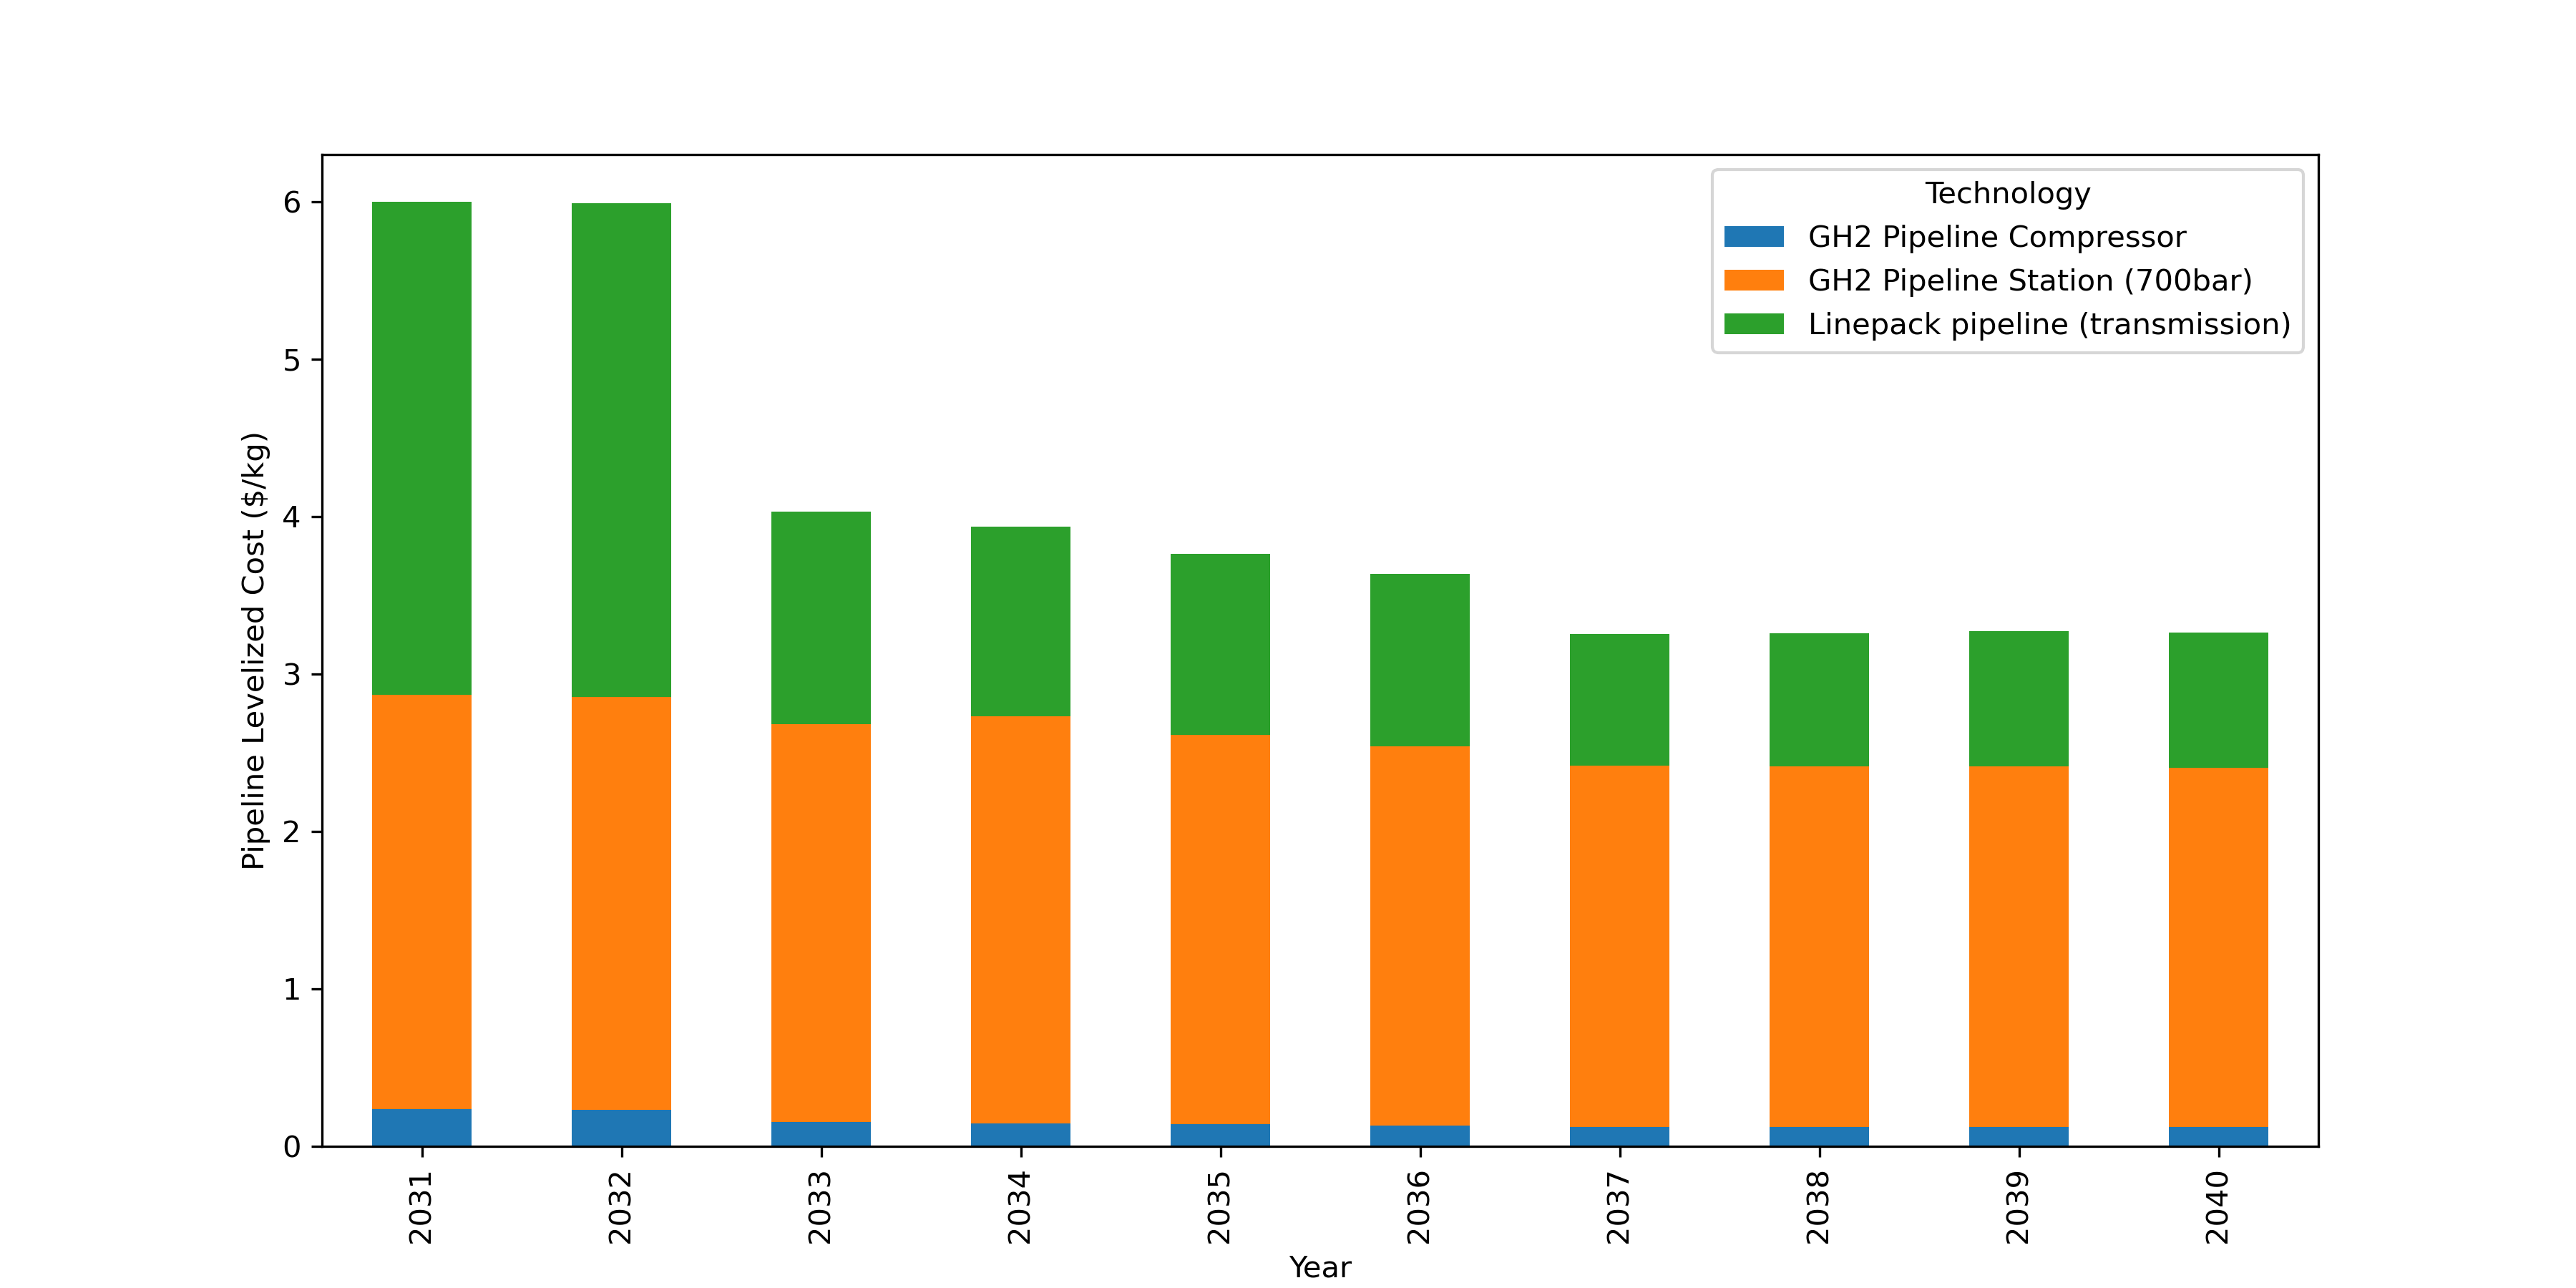 Technology
GH2 Pipeline Compressor
GH2 Pipeline Station (700bar)
Linepack pipeline (transmission)
Pipeline Levelized Cost ($/kg)
6
5
4
3
2
1
0
2031
2032
2033
2034
2035
2036
2037
2038
2039
2040
Year